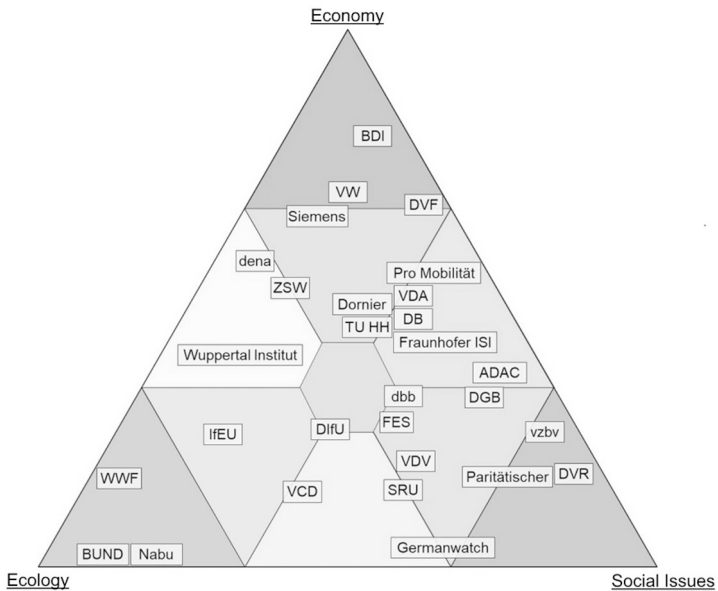 Economy
BDI
VW
DVF
Siemens
dena
Pro Mobilität
ZSW
VDA
Dornier
DB
TU HH
Fraunhofer ISI
Wuppertal Institut
ADAC
dbb
DGB
FES
DIfU
IfEU
vzbv
VDV
WWF
Paritätischer
DVR
VCD
SRU
Germanwatch
BUND
Nabu
Ecology
Social Issues